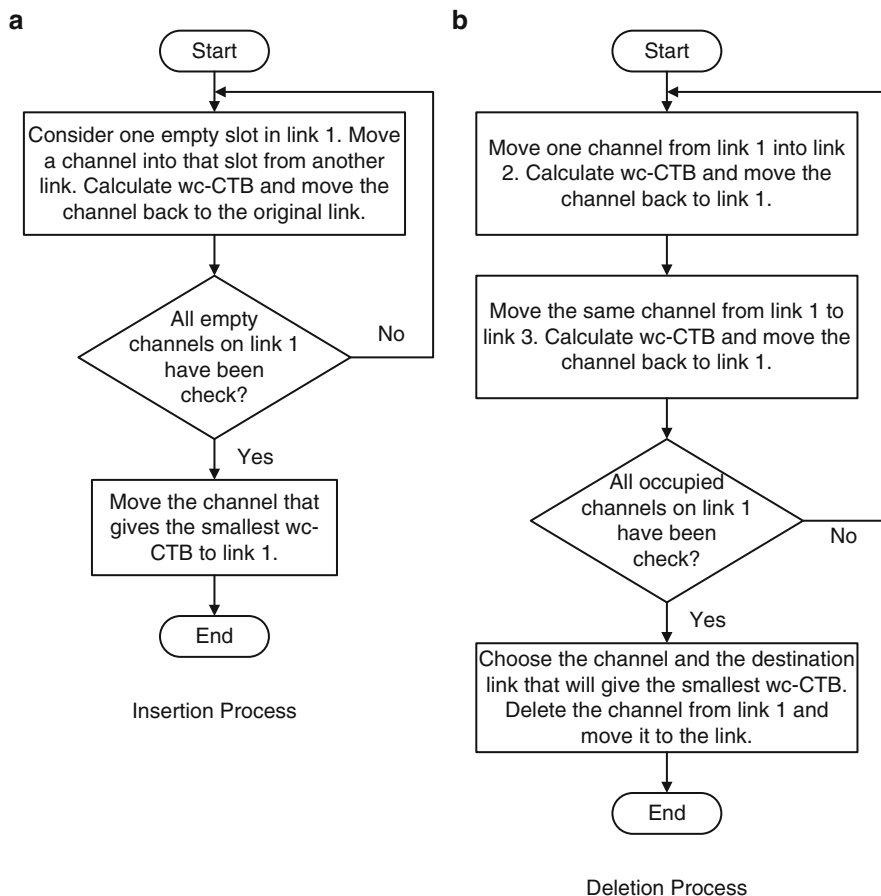 a
Start
Consider one empty slot in link 1. Move
a channel into that slot from another
link. Calculate wc-CTB and move the
channel back to the original link.
All empty
channels on link 1
have been
check?
No
Yes
Move the channel that
gives the smallest wc-
CTB to link 1.
End
Insertion Process
b
Start
Move one channel from link 1 into link
2. Calculate wc-CTB and move the
channel back to link 1.
Move the same channel from link 1 to
link 3. Calculate wc-CTB and move the
channel back to link 1.
All occupied
channels on link 1
have been
check?
No
Yes
Choose the channel and the destination
link that will give the smallest wc-CTB.
Delete the channel from link 1 and
move it to the link.
End
Deletion Process